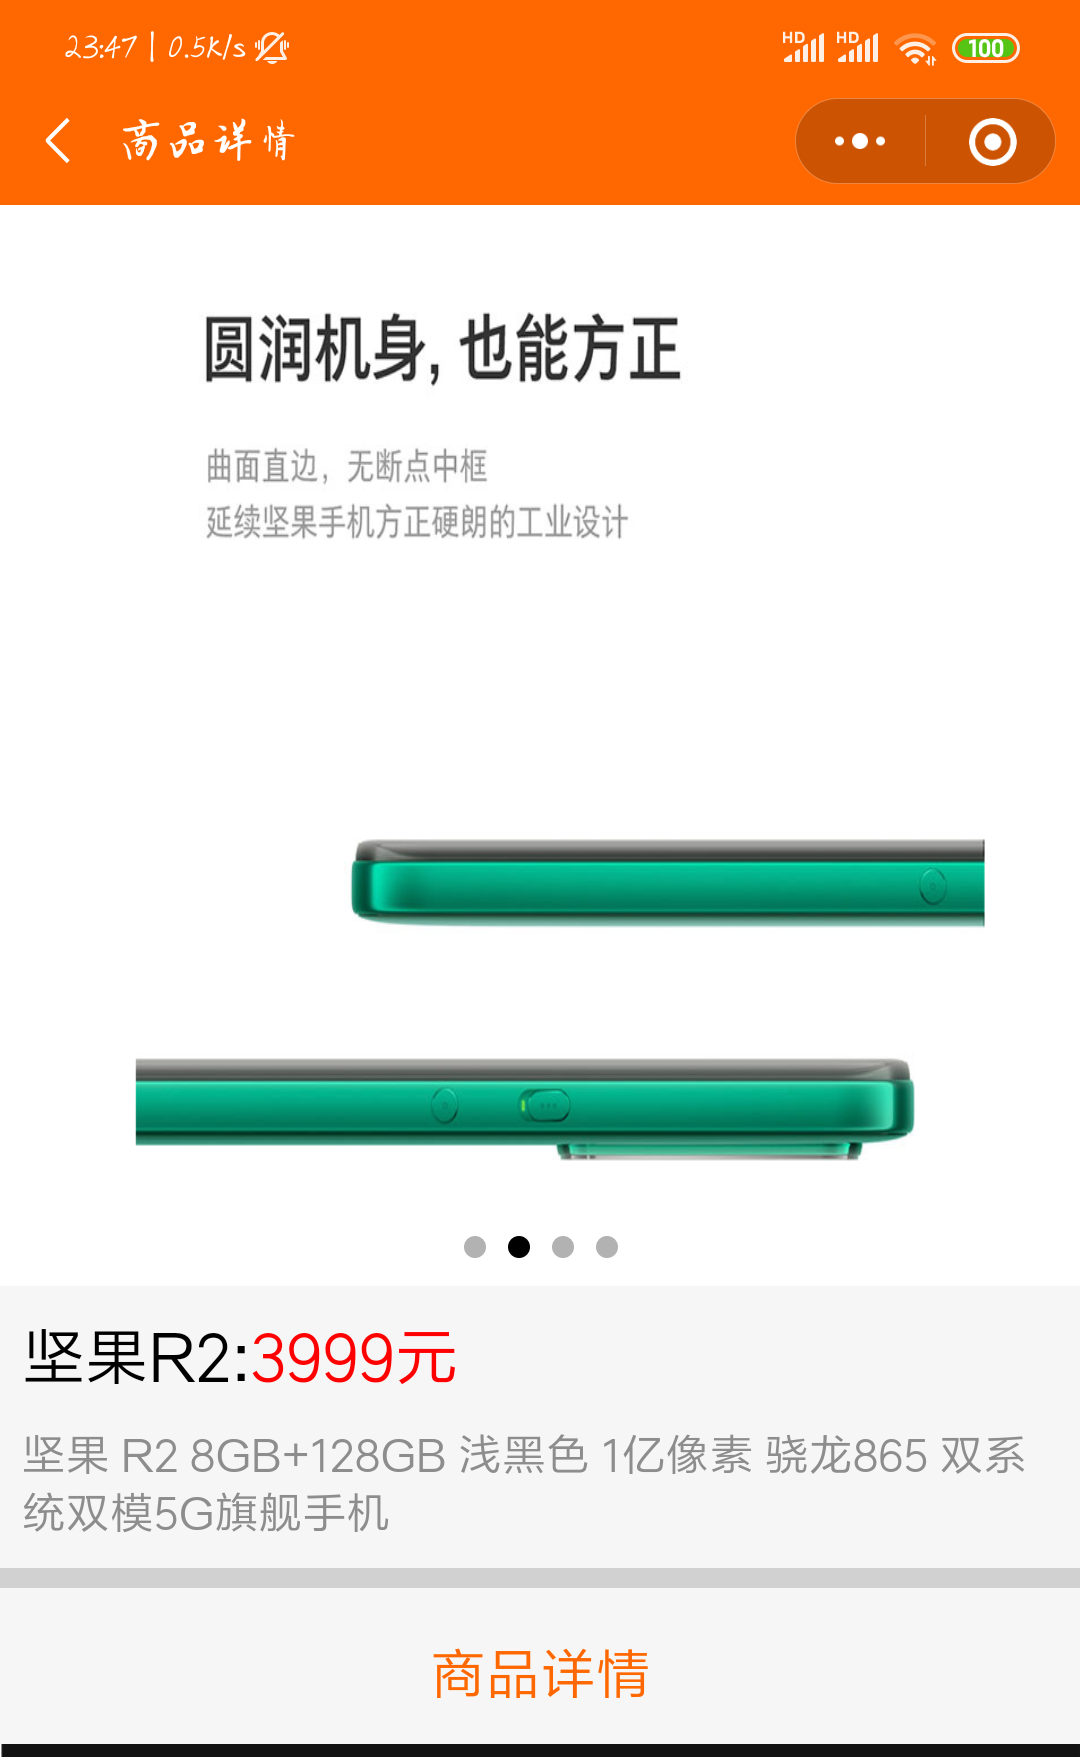 23:47 | 0.5K/s
HD HD 100
商品详情
圆润机身, 也能方正
曲面直边，无断点中框
延续坚果手机方正硬朗的工业设计
坚果R2:3999元
坚果 R2 8GB+128GB 浅黑色 1亿像素 骁龙865 双系
统双模5G旗舰手机
商品详情